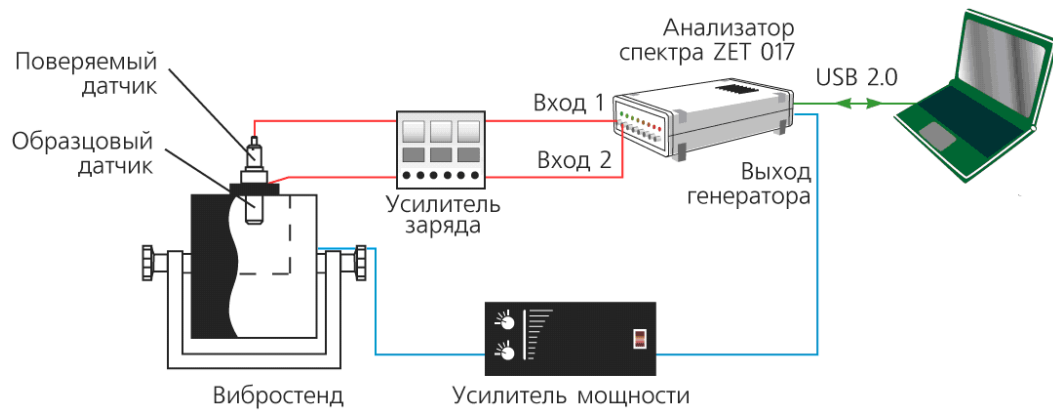 Поверяемый
датчик
Образцовый
датчик
Вход 1
Вход 2
Усилитель
заряда
Анализатор
спектра ZET 017
USB 2.0
Выход
генератора
Вибростенд
Усилитель мощности